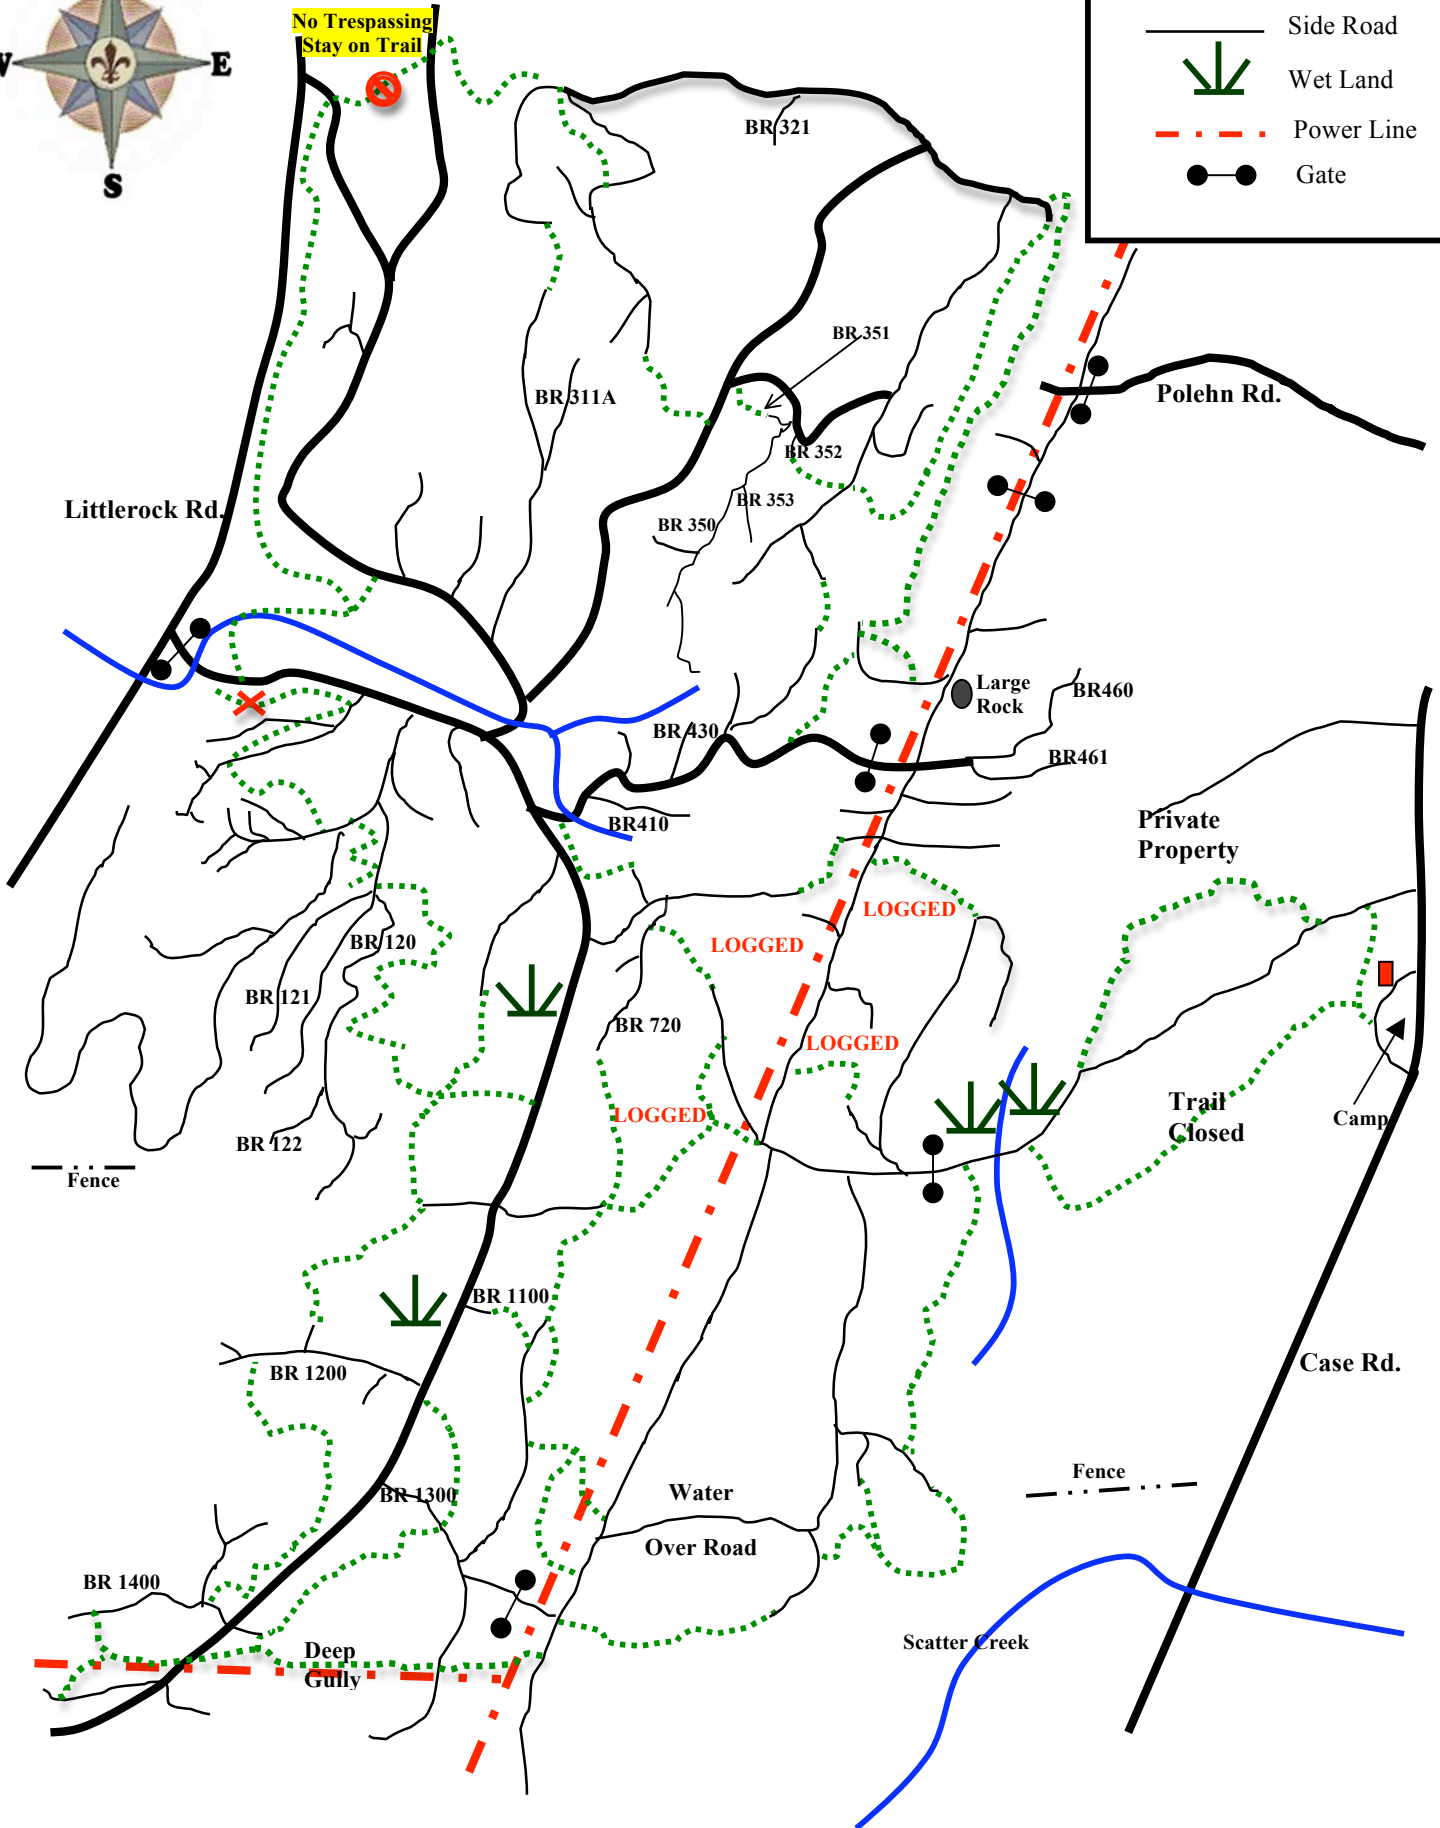 No Trespassing
Stay on Trail
E
S
Side Road
Wet Land
Power Line
Gate
BR 321
BR 351
BR 311A
Polehn Rd.
BR 352
BR 353
Littlerock Rd.
BR 350
Large
Rock
BR460
BR 430
BR461
BR410
Private
Property
LOGGED
LOGGED
BR 120
BR 121
BR 720
LOGGED
LOGGED
Trail
Closed
Camp
BR 122
Fence
BR 1100
BR 1200
Case Rd.
Fence
BR 1300
Water
Over Road
BR 1400
Scatter Creek
Deep
Gully